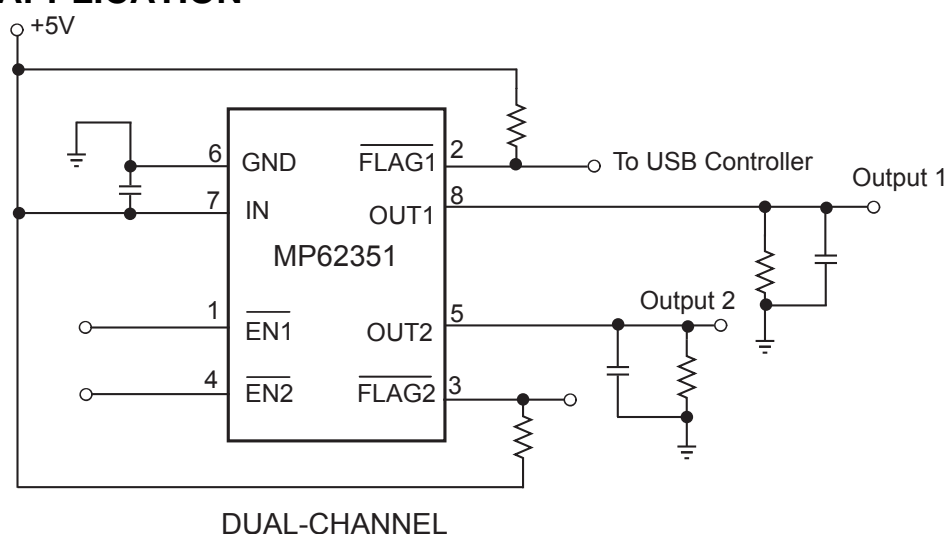 APPLICATION
+5V
6 GND
FLAG1 2
To USB Controller
Output 1
7 IN
OUT1 8
MP62351
Output 2
1 EN1
OUT2 5
4 EN2
FLAG2 3
DUAL-CHANNEL